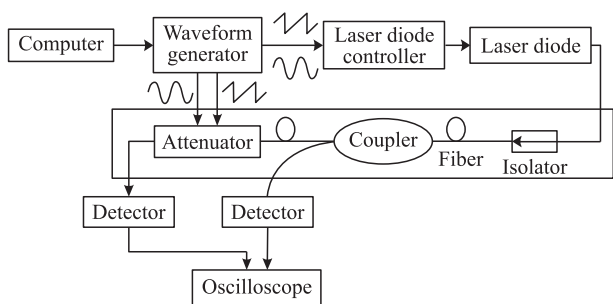 Computer
Waveform
generator
Laser diode
controller
Laser diode
Attenuator
Coupler
Fiber
Isolator
Detector
Detector
Oscilloscope